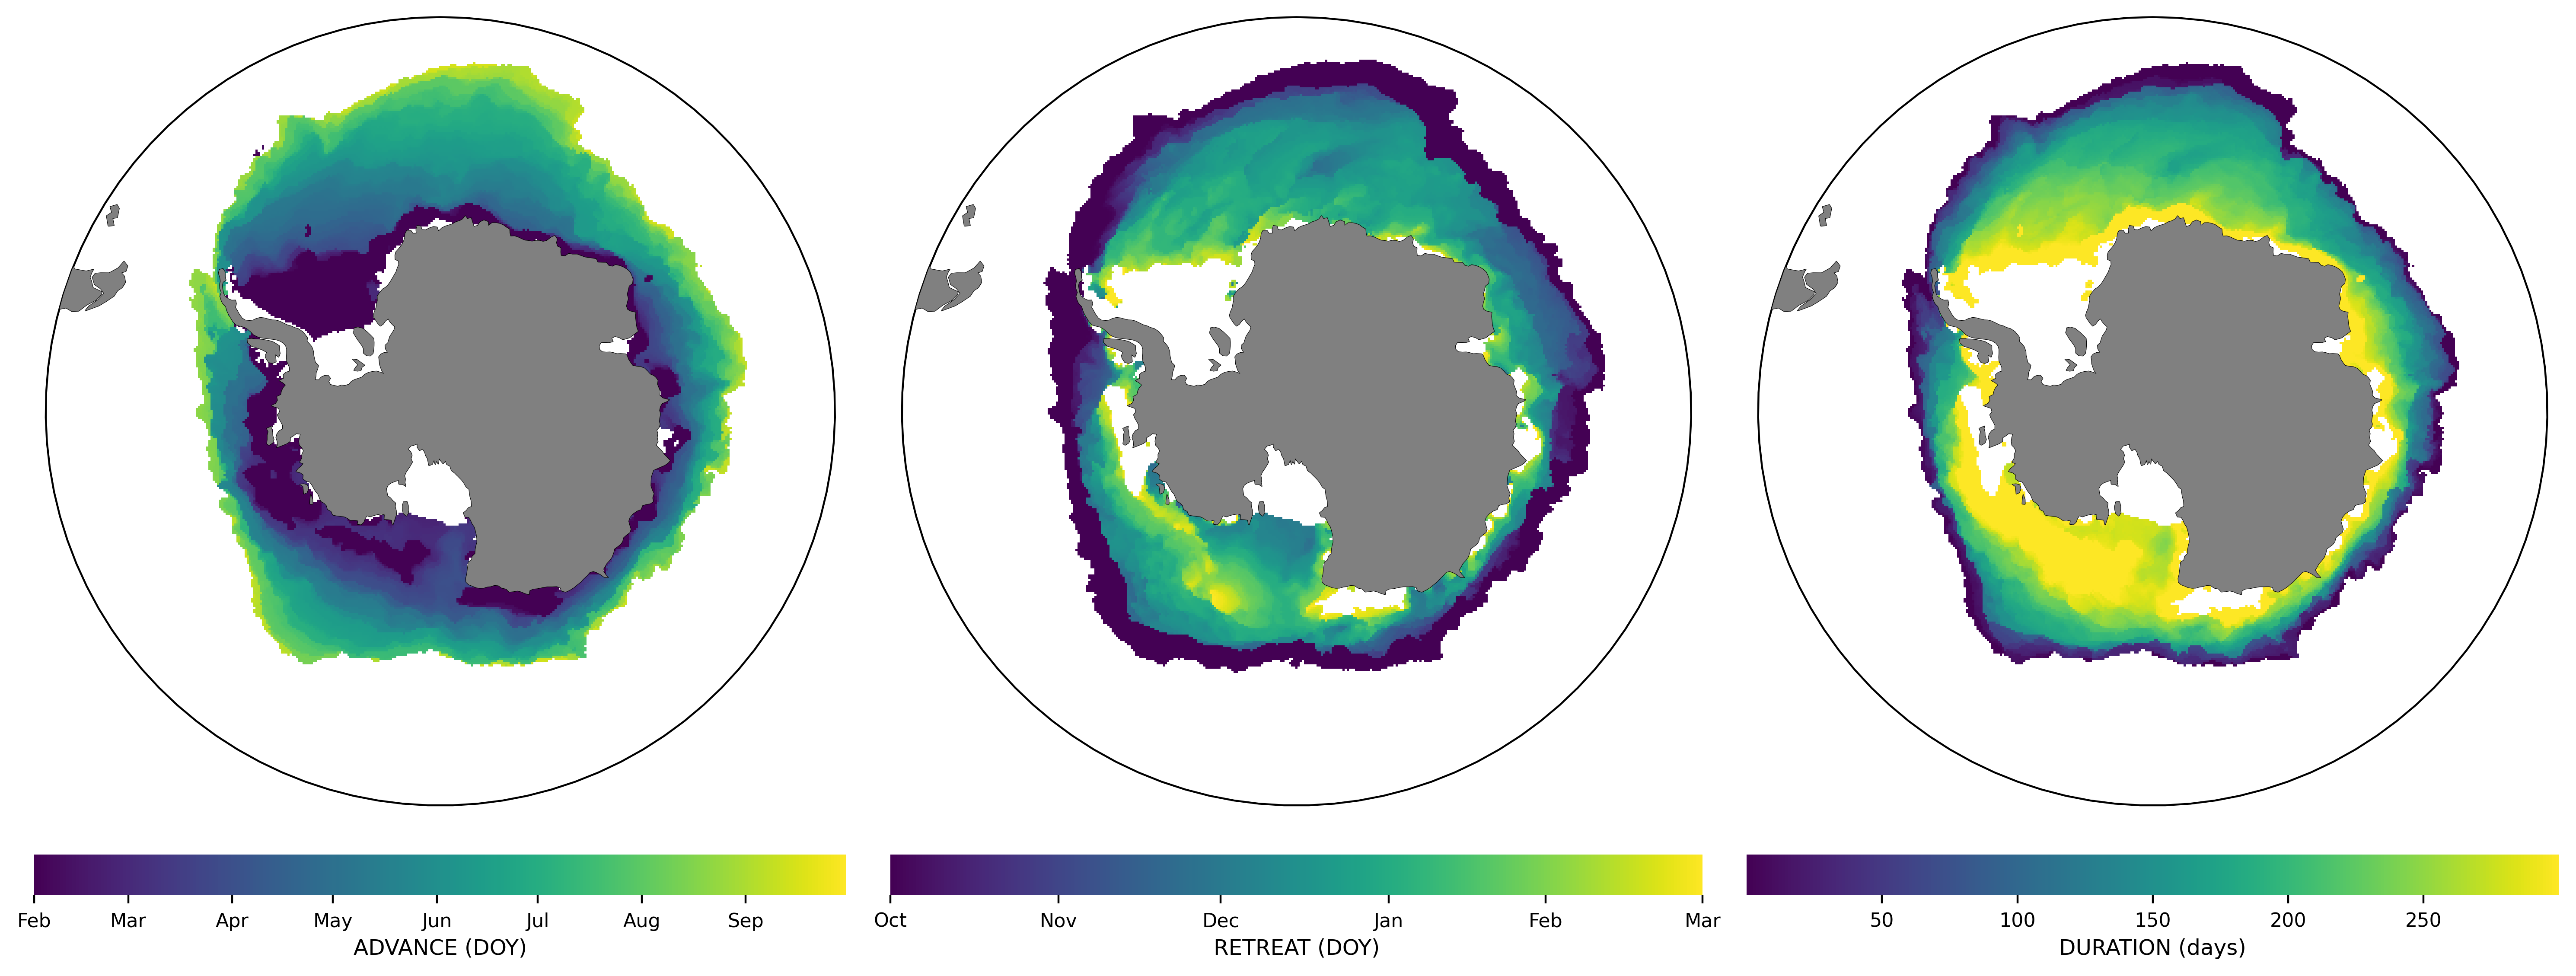 Feb Mar Apr May Jun Jul Aug Sep
ADVANCE (DOY)
Oct Nov Dec Jan Feb Mar
RETREAT (DOY)
50 100 150 200 250
DURATION (days)